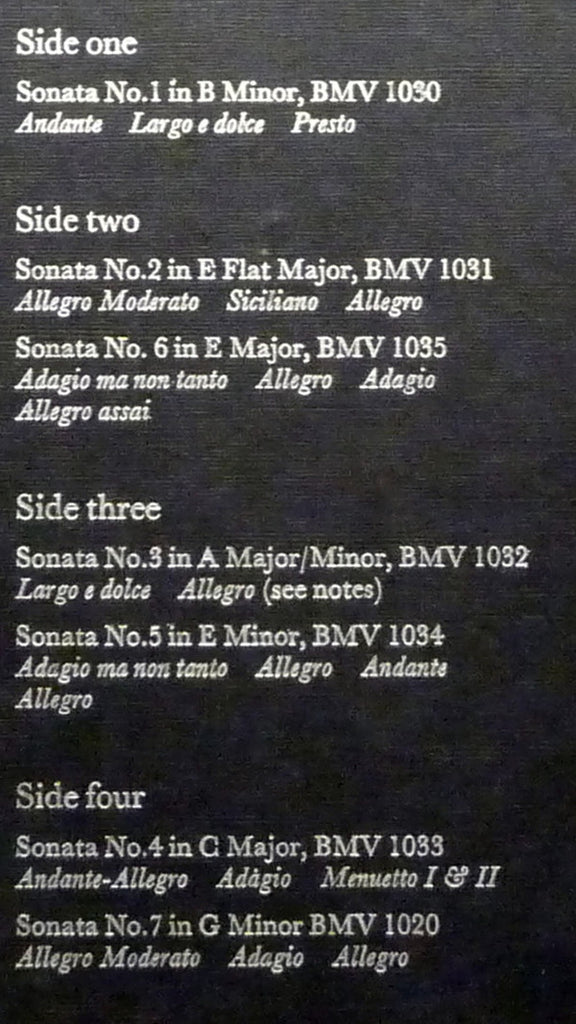 Side one
Sonata No.1 in B Minor, BMV 1030
Andante Largo e dolce Presto
Side two
Sonata No.2 in E Flat Major, BMV 1031
Allegro Moderato Siciliano Allegro
Sonata No. 6 in E Major, BMV 1035
Adagio ma non tanto Allegro Adagio
Allegro assai
Side three
Sonata No.3 in A Major/Minor, BMV 1032
Largo e dolce Allegro (see notes)
Sonata No.5 in E Minor, BMV 1034
Adagio ma non tanto Allegro Andante
Allegro
Side four
Sonata No.4 in C Major, BMV 1033
Andante-Allegro Adagio Menuetto I & II
Sonata No.7 in G Minor BMV 1020
Allegro Moderato Adagio Allegro